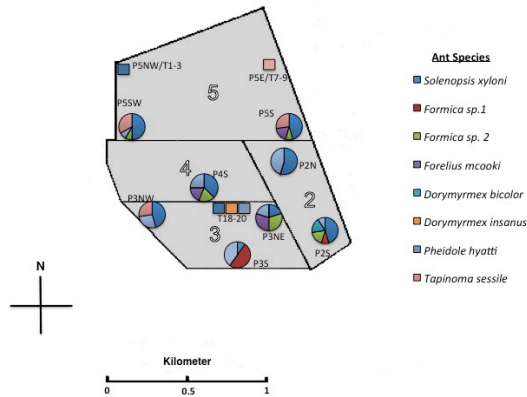 P5NW/T1-3
P5E/T7-9
5
P5SW
P5S
4
P4S
P2N
2
P3NW
T18-20
P3NE
3
P2S
P3S
N
Kilometer
0 0.5 1
Ant Species
Solenopsis xyloni
Formica sp.1
Formica sp. 2
Forelius mcooki
Dorymyrmex bicolor
Dorymyrmex insanus
Pheidole hyatti
Tapinoma sessile